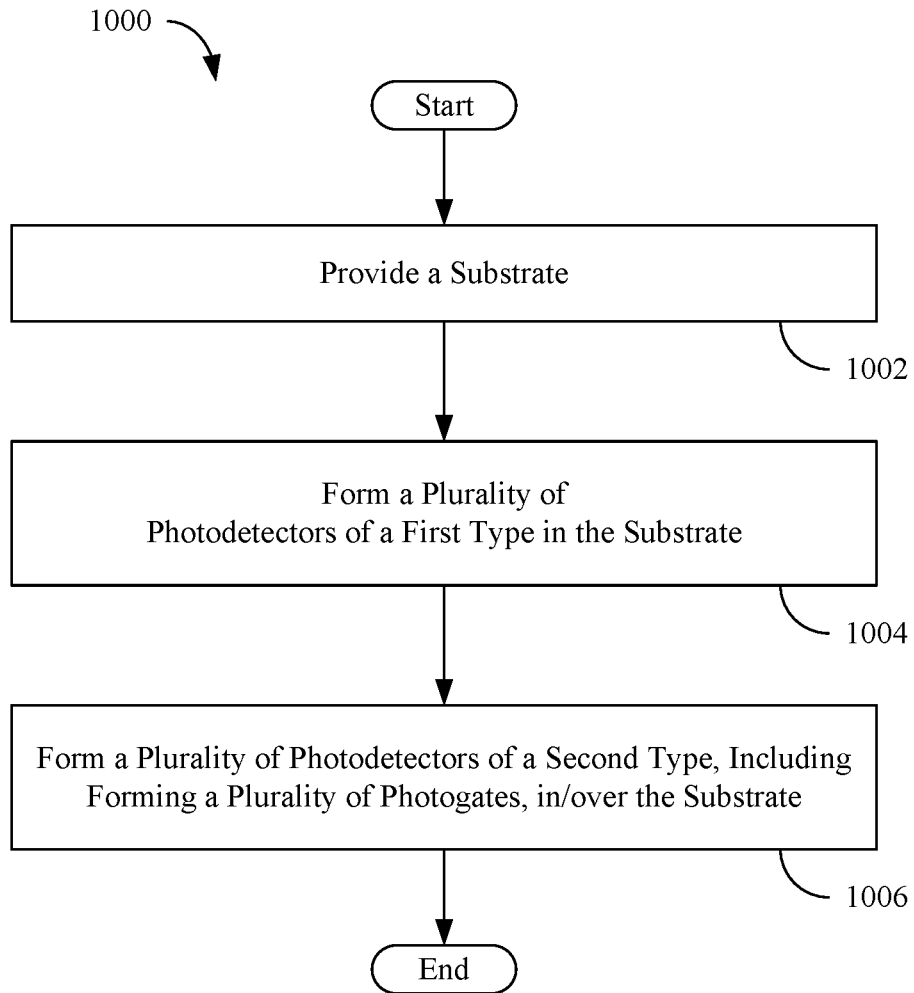 1000
Start
Provide a Substrate
1002
Form a Plurality of
Photodetectors of a First Type in the Substrate
1004
Form a Plurality of Photodetectors of a Second Type, Including
Forming a Plurality of Photogates, in/over the Substrate
1006
End